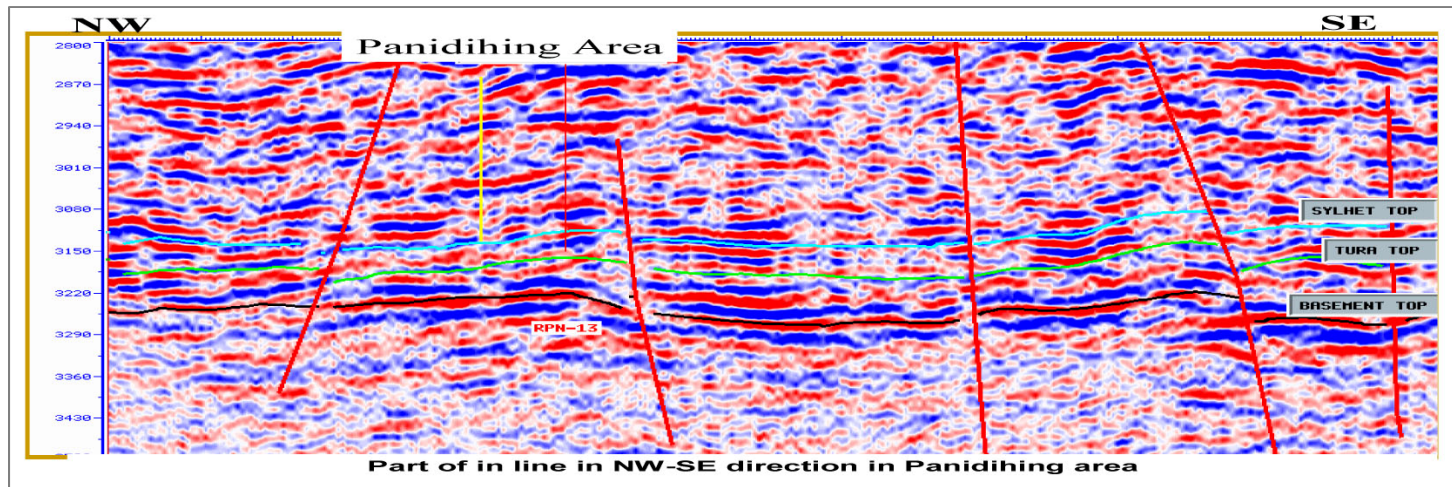 NW
SE
Panidihing Area
2800
2870
2940
3010
3080
3150
3220
3290
3360
3430
SYLHET TOP
TURA TOP
BASEMENT TOP
RPN-13
Part of in line in NW-SE direction in Panidihing area